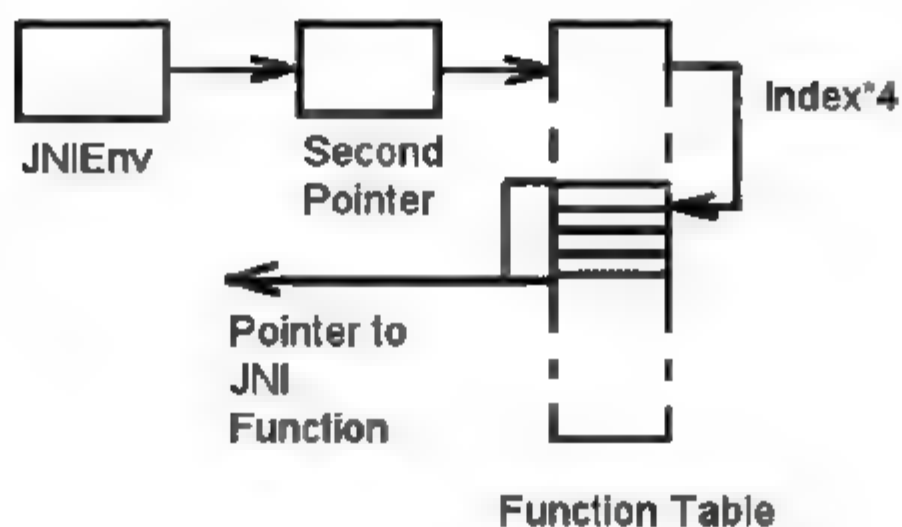 Index*4
JNIEnv
Second
Pointer
Pointer to
JNI
Function
Function Table